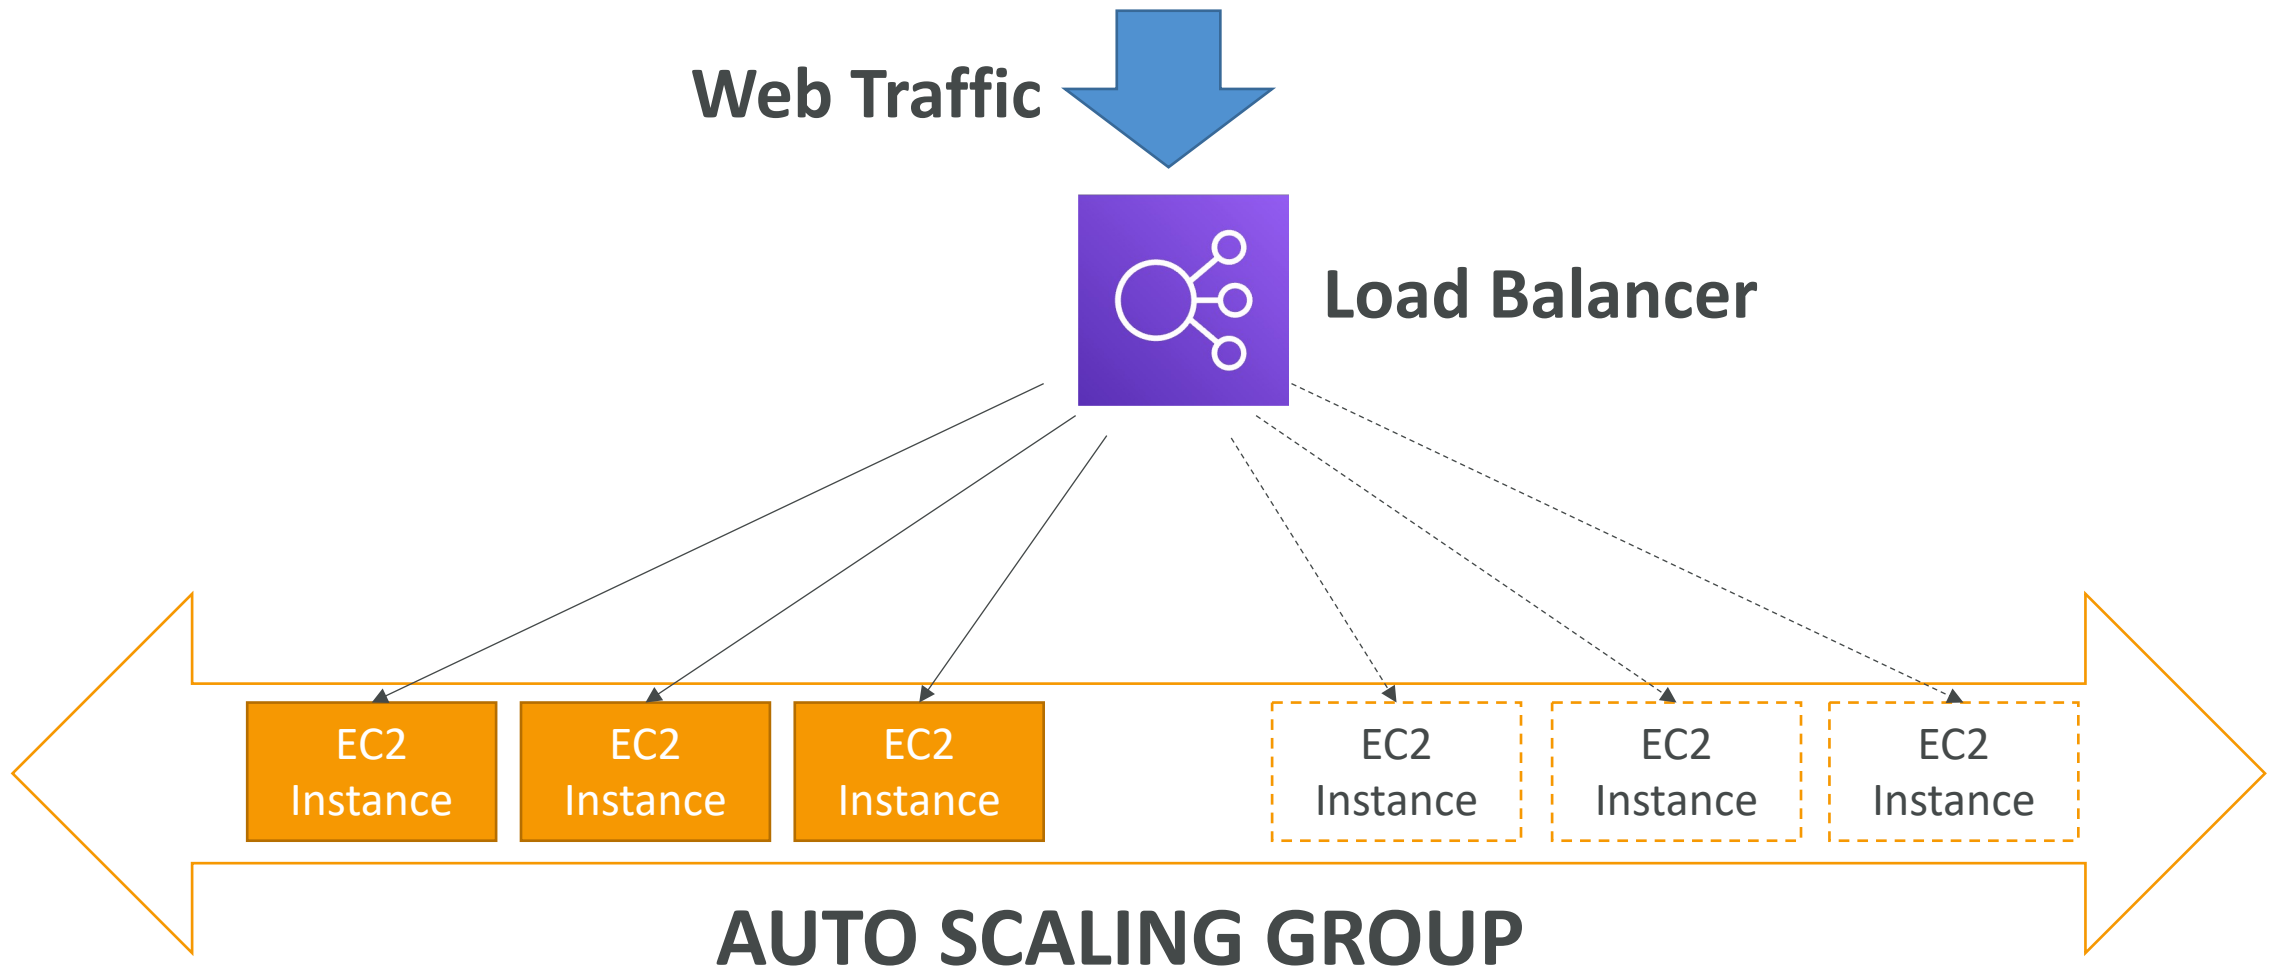 Web Traffic
Load Balancer
EC2
Instance
EC2
Instance
EC2
Instance
EC2
Instance
EC2
Instance
EC2
Instance
AUTO SCALING GROUP